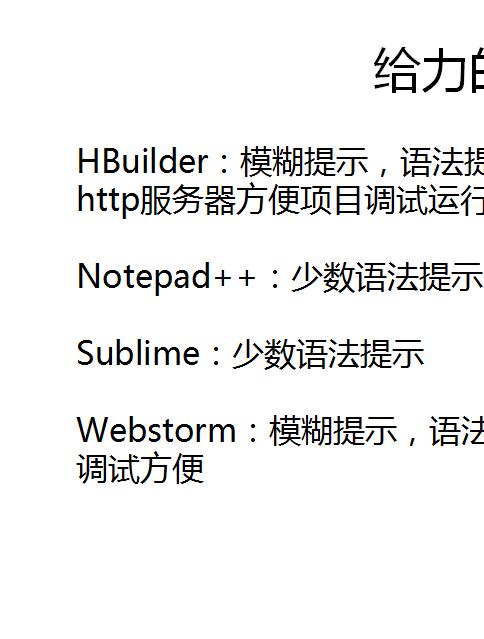 给力的
HBuilder：模糊提示，语法提
http服务器方便项目调试运行
Notepad++：少数语法提示
Sublime：少数语法提示
Webstorm：模糊提示，语法
调试方便